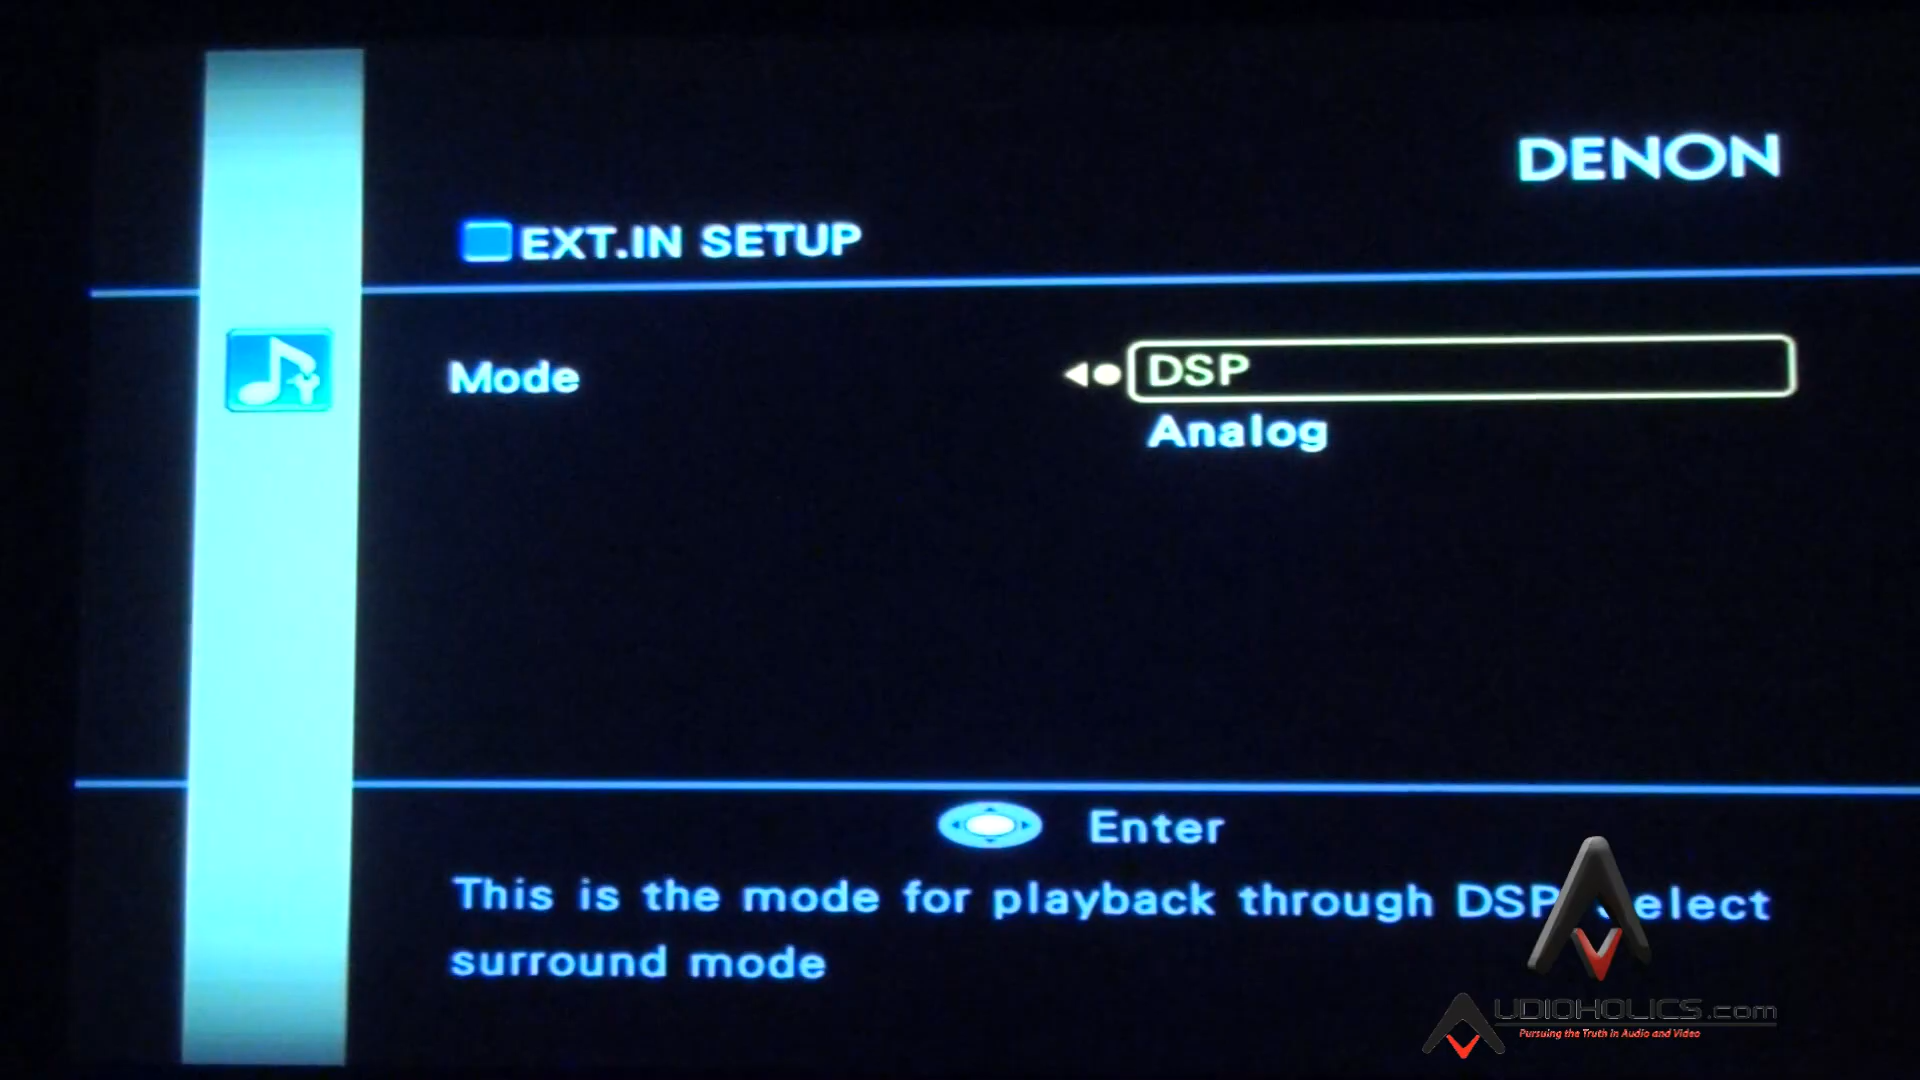 DENON
EXT.IN SETUP
Mode
DSP
Analog
Enter
This is the mode for playback through DSP
surround mode
AUDIOHOLICS.com
Pursuing the Truth in Audio and Video